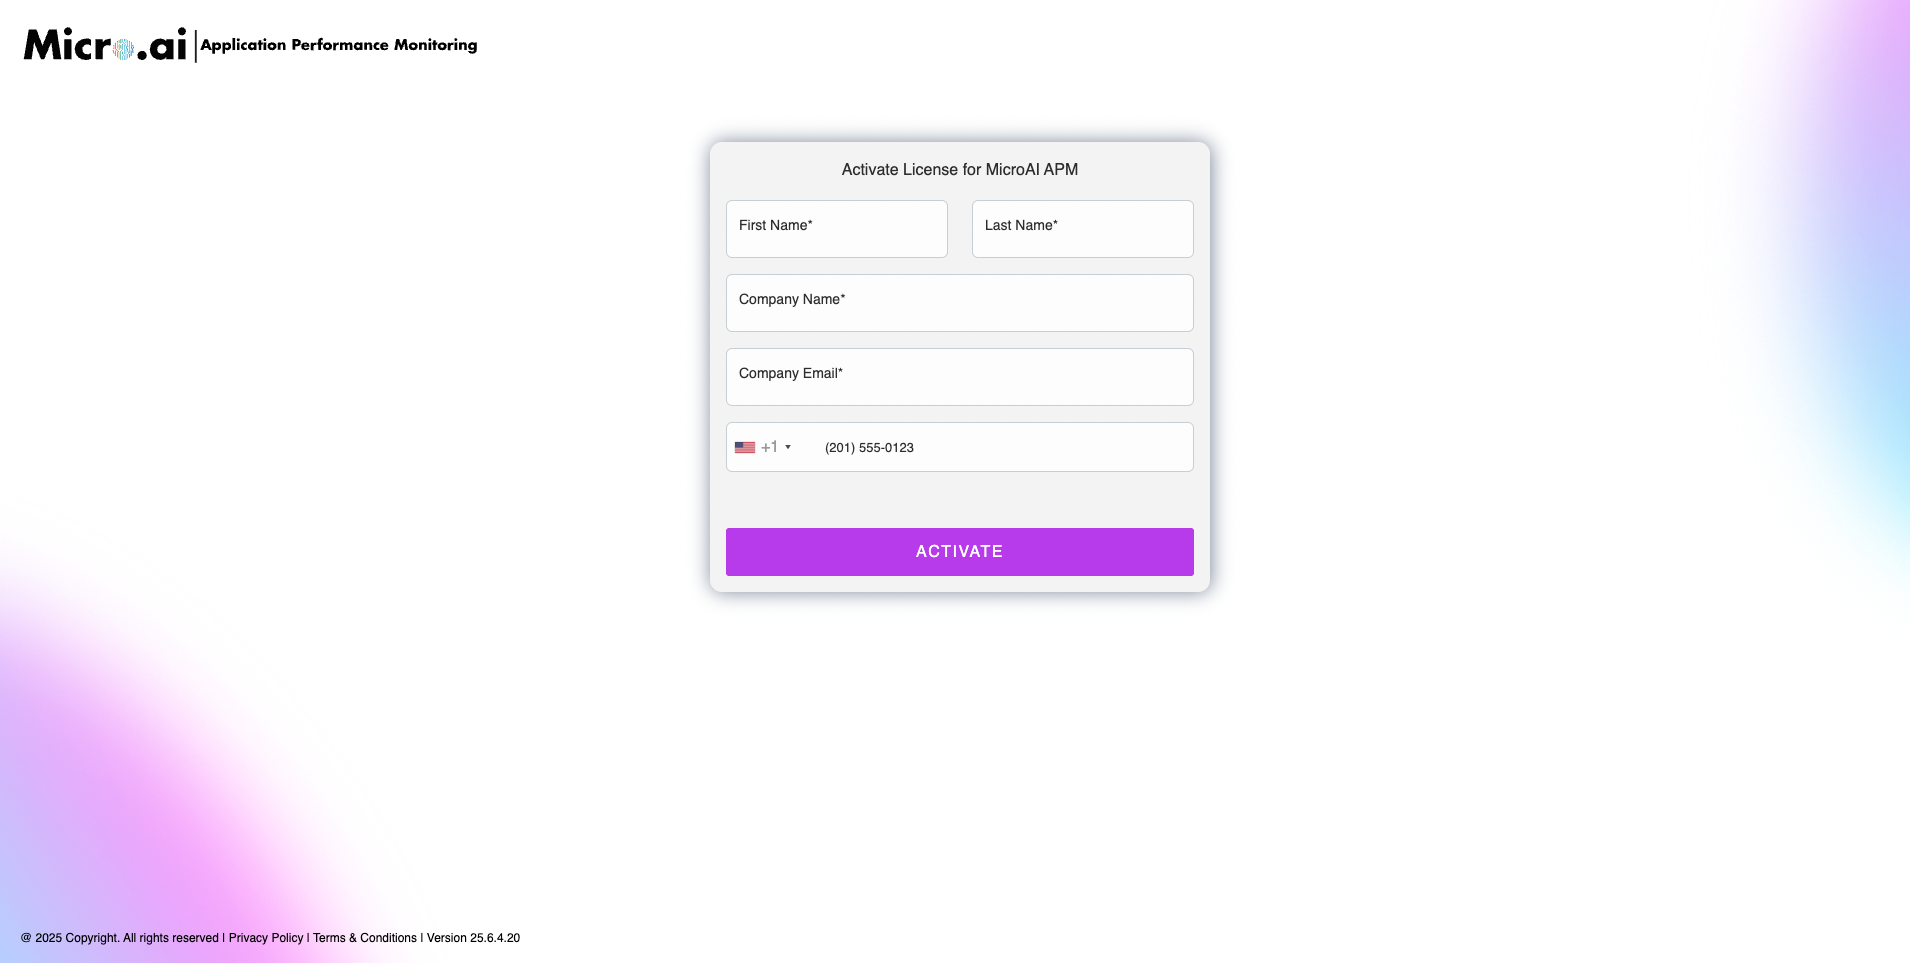 Micro.ai | Application Performance Monitoring
Activate License for MicroAI APM
First Name*
Last Name*
Company Name*
Company Email*
+1 (201) 555-0123
ACTIVATE
@ 2025 Copyright. All rights reserved | Privacy Policy | Terms & Conditions | Version 25.6.4.20